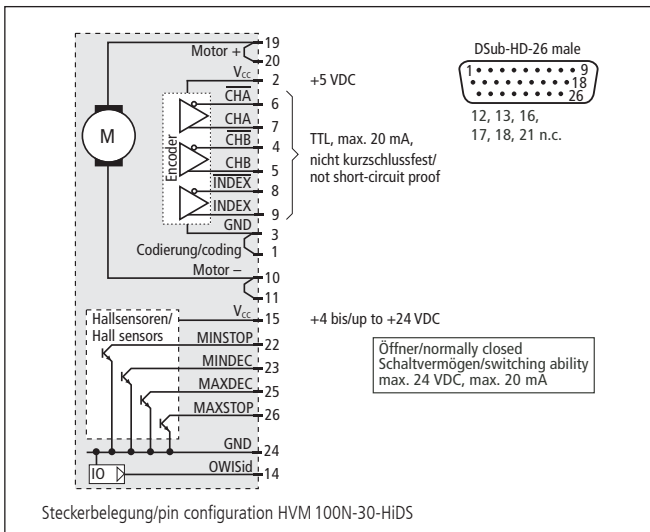 19
Motor +
20
Vcc 2 +5 VDC
CHA 6
CHA 7
CHB 4
CHB 5
INDEX 8
INDEX 9
GND 3
Codierung/coding 1
Motor – 10
11
M
Encoder
TTL, max. 20 mA,
nicht kurzschlussfest/
not short-circuit proof
DSub-HD-26 male
1 9
18
26
12, 13, 16,
17, 18, 21 n.c.
Vcc 15 +4 bis/up to +24 VDC
Hallsensoren/
Hall sensors
MINSTOP 22
MINDEC 23
MAXDEC 25
MAXSTOP 26
GND 24
OWISid 14
IO
Öffner/normally closed
Schaltvermögen/switching ability
max. 24 VDC, max. 20 mA
Steckerbelegung/pin configuration HVM 100N-30-HiDS